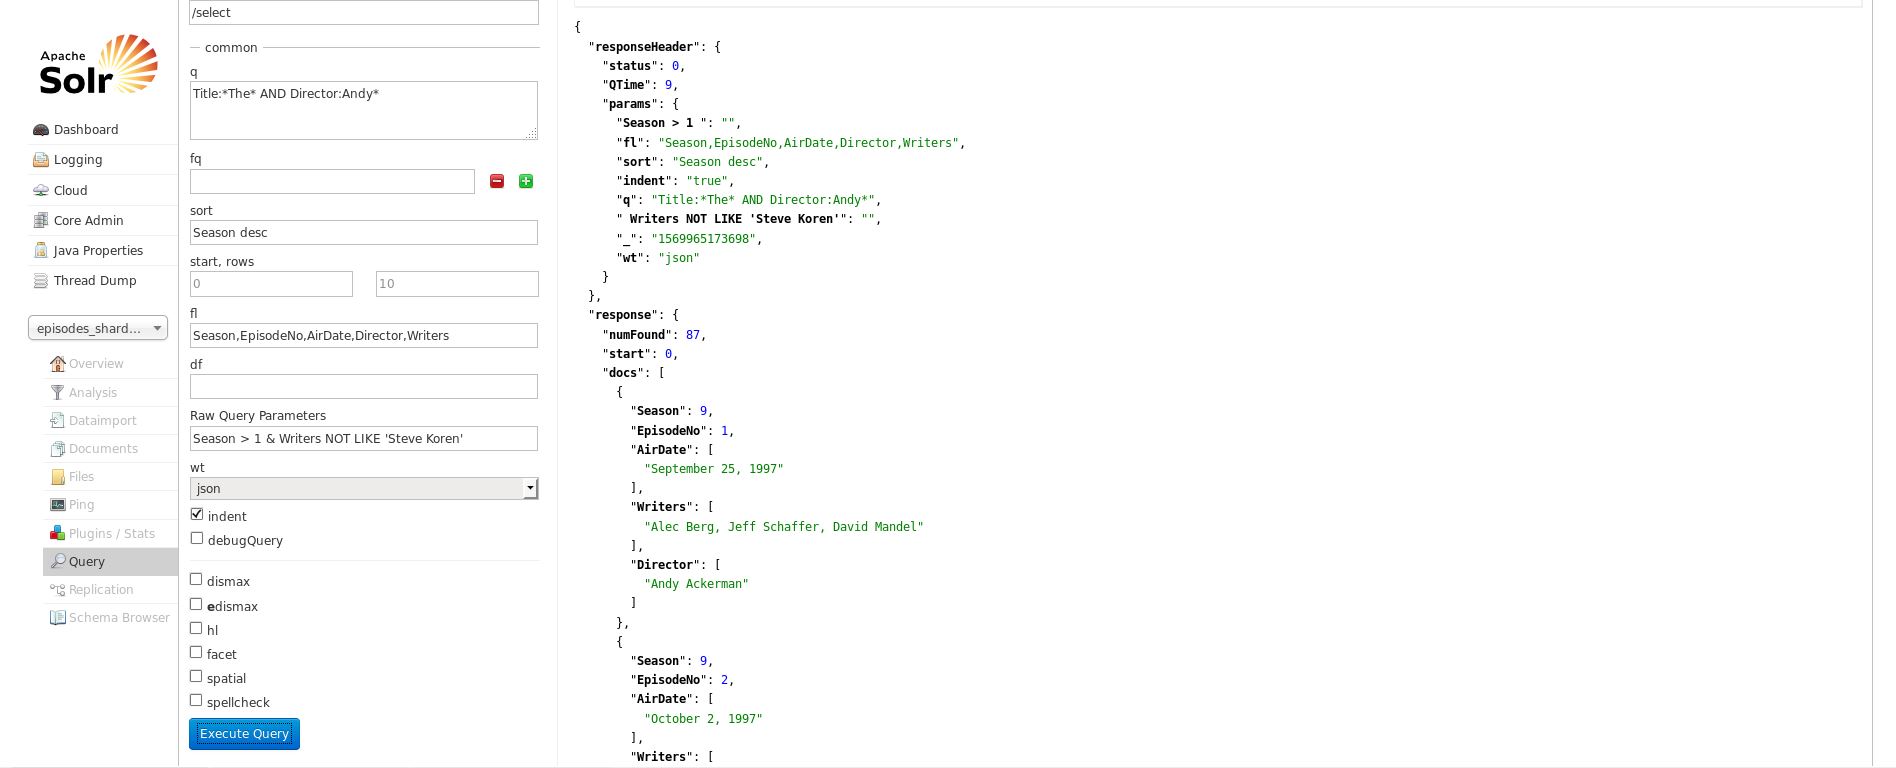 Apache
Solr
Dashboard
Logging
Cloud
Core Admin
Java Properties
Thread Dump
episodes_shard...
Overview
Analysis
Dataimport
Documents
Files
Ping
Plugins / Stats
Query
Replication
Schema Browser
/select
common
q
Title:*The* AND Director:Andy*
fq
sort
Season desc
start, rows
0 10
fl
Season,EpisodeNo,AirDate,Director,Writers
df
Raw Query Parameters
Season > 1 & Writers NOT LIKE 'Steve Koren'
wt
json
indent
debugQuery
dismax
edismax
hl
facet
spatial
spellcheck
Execute Query
{
"responseHeader": {
"status": 0,
"QTime": 9,
"params": {
"Season > 1 ": "",
"fl": "Season,EpisodeNo,AirDate,Director,Writers",
"sort": "Season desc",
"indent": "true",
"q": "Title:*The* AND Director:Andy*",
" Writers NOT LIKE 'Steve Koren'": "",
"_": "1569965173698",
"wt": "json"
}
},
"response": {
"numFound": 87,
"start": 0,
"docs": [
{
"Season": 9,
"EpisodeNo": 1,
"AirDate": [
"September 25, 1997"
],
"Writers": [
"Alec Berg, Jeff Schaffer, David Mandel"
],
"Director": [
"Andy Ackerman"
]
},
{
"Season": 9,
"EpisodeNo": 2,
"AirDate": [
"October 2, 1997"
],
"Writers": [